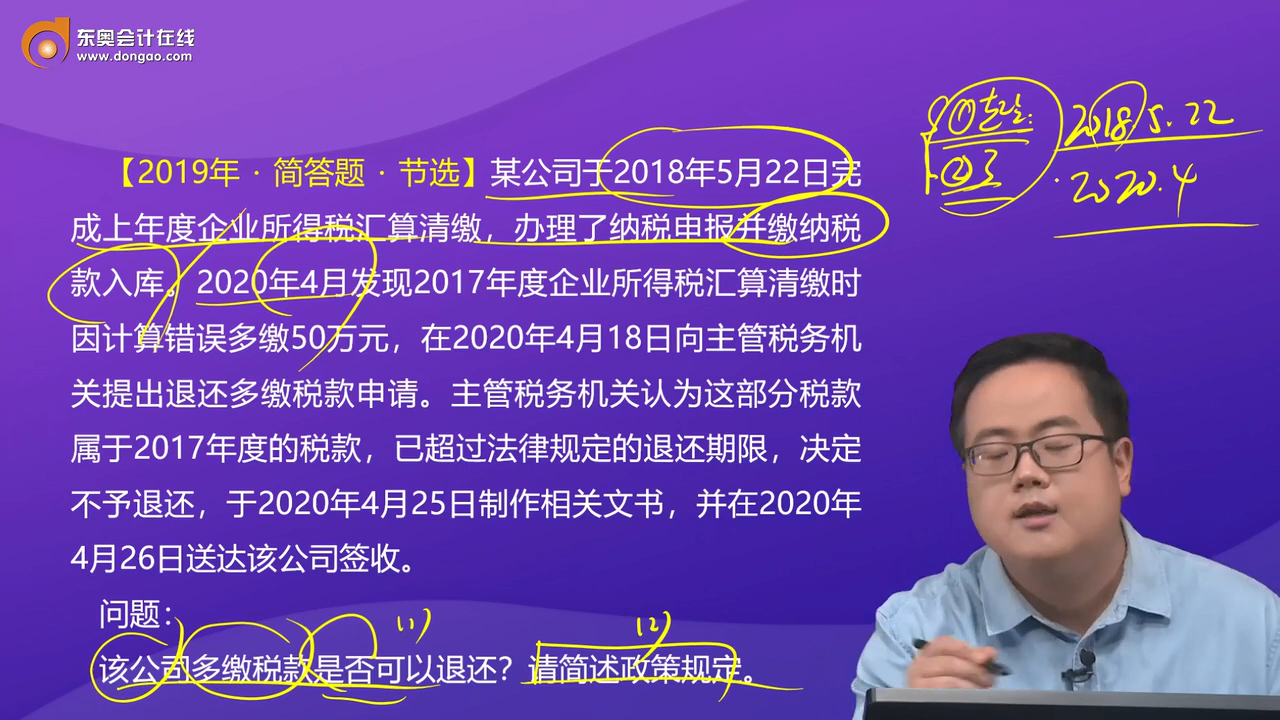 东奥会计在线
www.dongao.com
【2019年·简答题·节选】某公司于2018年5月22日完
成上年度企业所得税汇算清缴，办理了纳税申报并缴纳税
款入库。2020年4月发现2017年度企业所得税汇算清缴时
因计算错误多缴50万元，在2020年4月18日向主管税务机
关提出退还多缴税款申请。主管税务机关认为这部分税款
属于2017年度的税款，已超过法律规定的退还期限，决定
不予退还，于2020年4月25日制作相关文书，并在2020年
4月26日送达该公司签收。
问题：
该公司多缴税款是否可以退还？请简述政策规定。
(1)
(2)
2018 5.22
2020.4